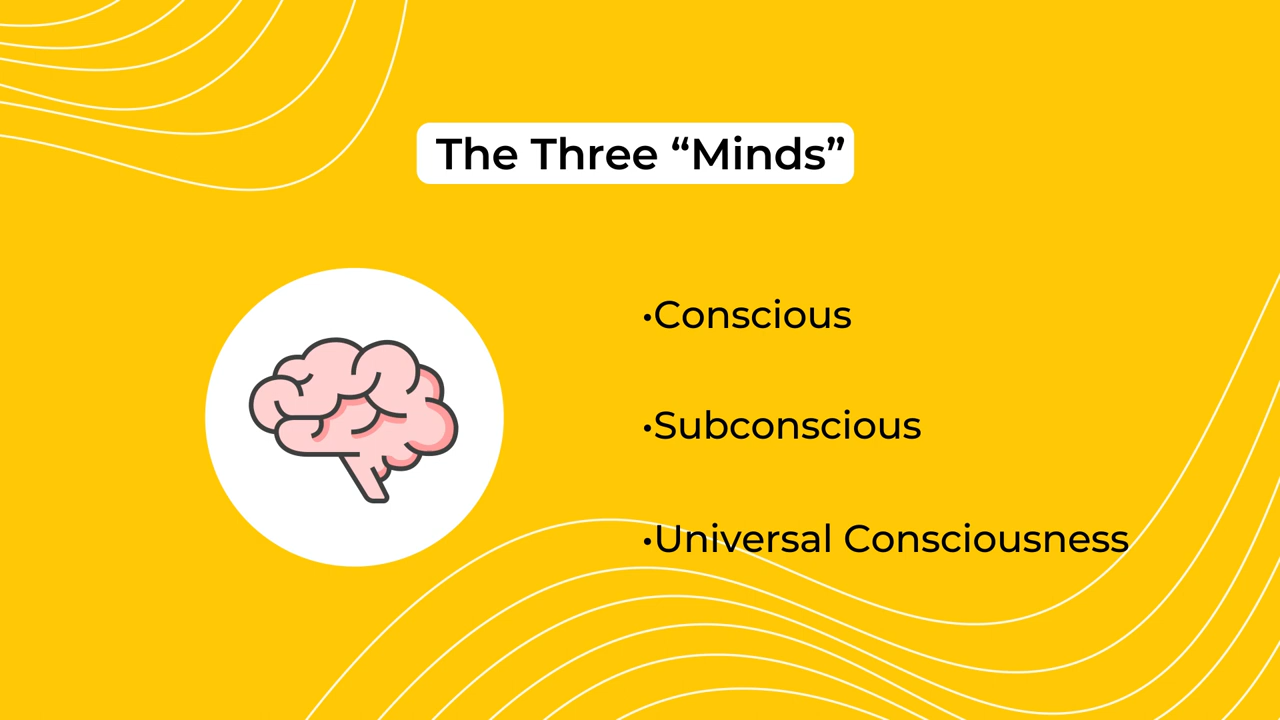 The Three “Minds”
•Conscious
•Subconscious
•Universal Consciousness